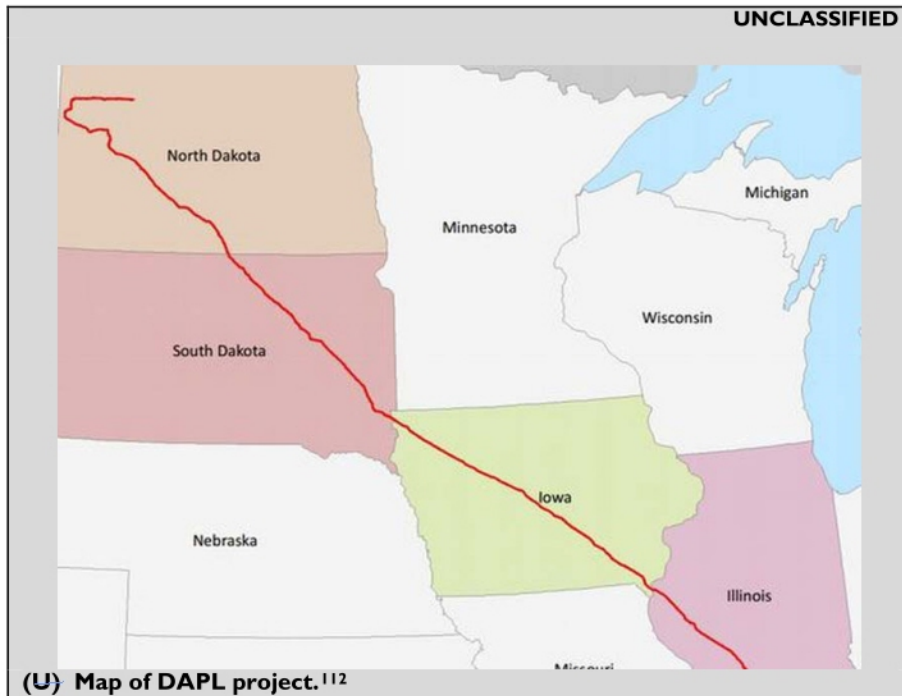 UNCLASSIFIED
North Dakota
Michigan
Minnesota
Wisconsin
South Dakota
Iowa
Nebraska
Illinois
(U) Map of DAPL project.112